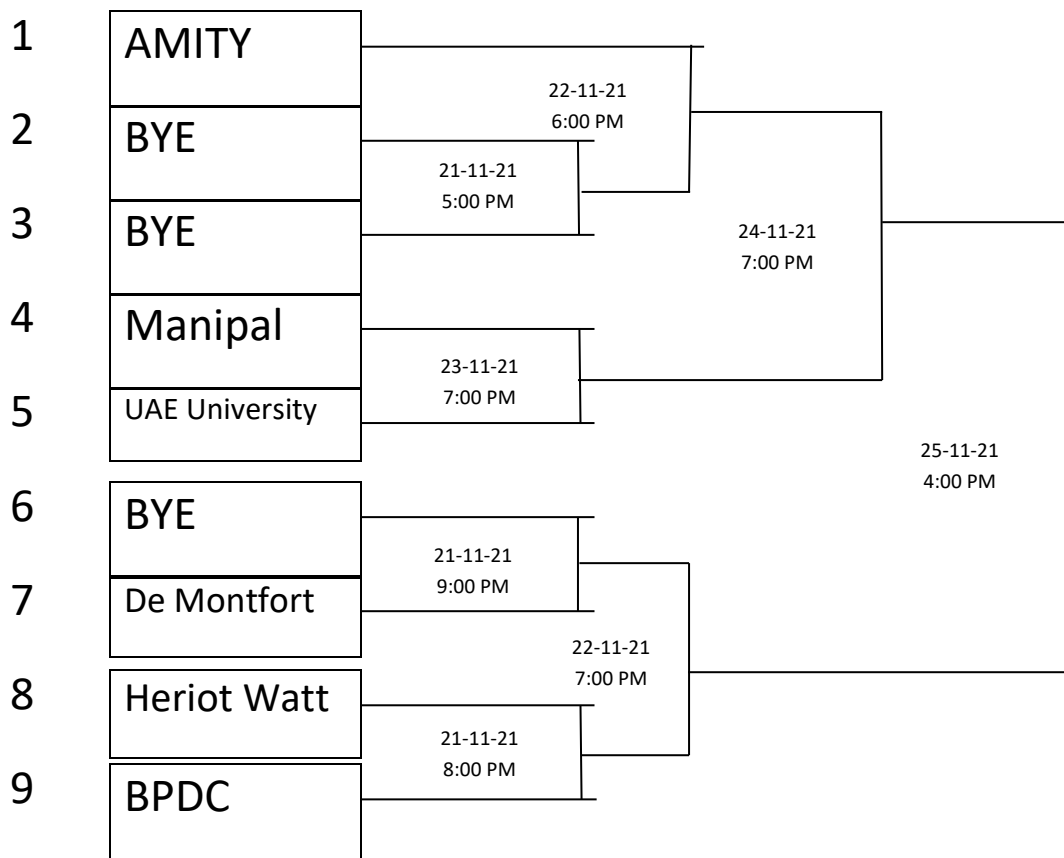 1
AMITY
22-11-21
6:00 PM
2
BYE
21-11-21
5:00 PM
3
BYE
24-11-21
7:00 PM
4
Manipal
23-11-21
7:00 PM
5
UAE University
25-11-21
4:00 PM
6
BYE
21-11-21
9:00 PM
7
De Montfort
22-11-21
7:00 PM
8
Heriot Watt
21-11-21
8:00 PM
9
BPDC